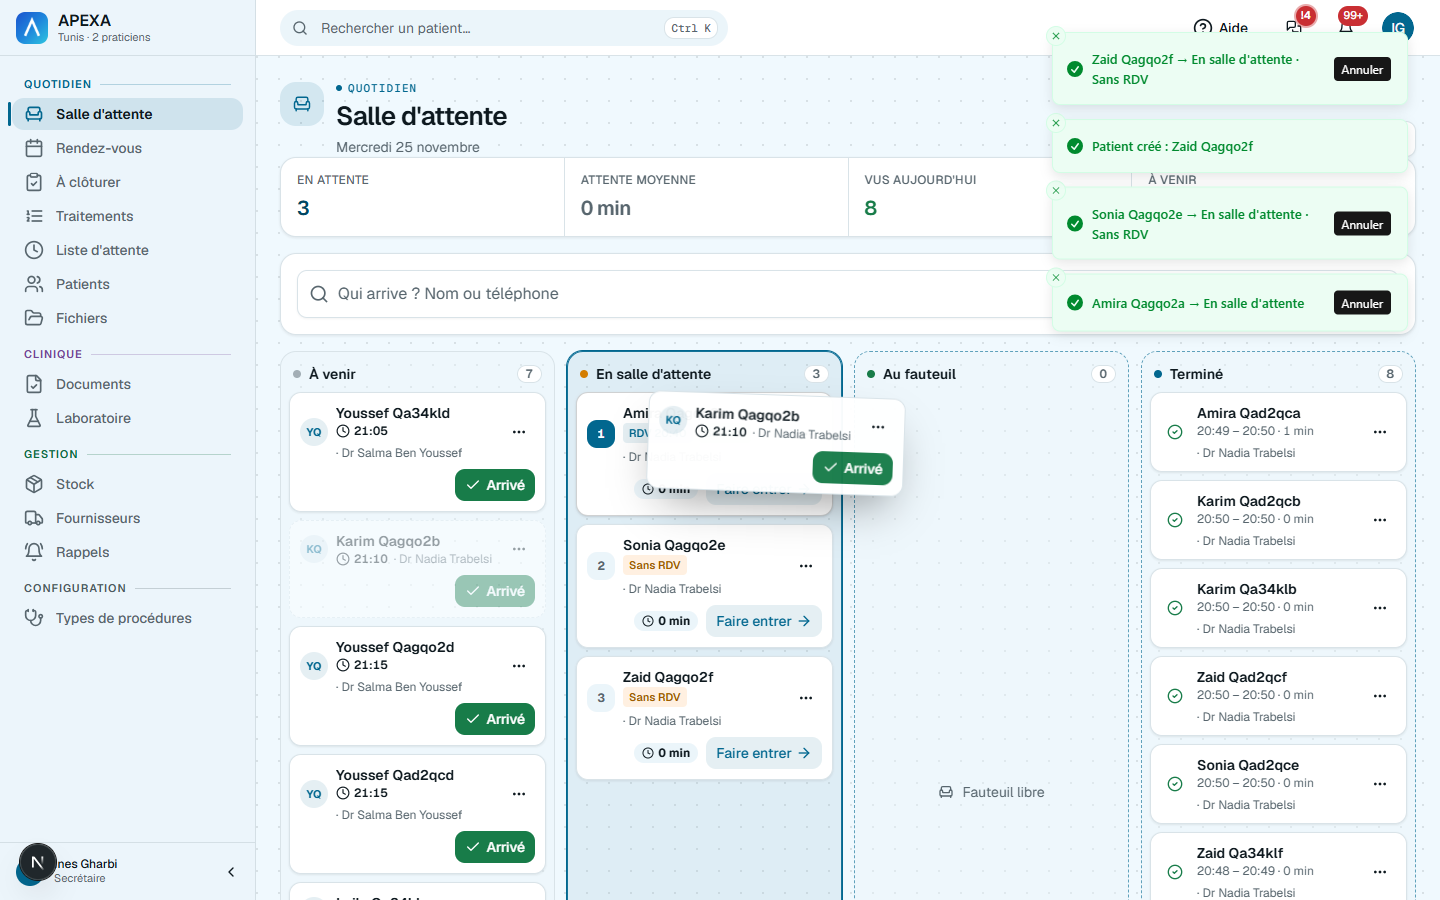 APEXA
Tunis · 2 praticiens
QUOTIDIEN
Salle d'attente
Rendez-vous
À clôturer
Traitements
Liste d'attente
Patients
Fichiers
CLINIQUE
Documents
Laboratoire
GESTION
Stock
Fournisseurs
Rappels
CONFIGURATION
Types de procédures
N
nes Gharbi
Secrétaire
Rechercher un patient…
Ctrl K
Aide
14
99+
IG
QUOTIDIEN
Salle d'attente
Mercredi 25 novembre
EN ATTENTE
3
ATTENTE MOYENNE
0 min
VUS AUJOURD'HUI
8
À VENIR
Qui arrive ? Nom ou téléphone
Zaid Qagqo2f → En salle d'attente ·
Sans RDV
Annuler
Patient créé : Zaid Qagqo2f
Sonia Qagqo2e → En salle d'attente ·
Sans RDV
Annuler
Amira Qagqo2a → En salle d'attente
Annuler
À venir
7
YQ
Youssef Qa34kld
21:05
· Dr Salma Ben Youssef
Arrivé
KQ
Karim Qagqo2b
21:10 · Dr Nadia Trabelsi
Arrivé
YQ
Youssef Qagqo2d
21:15
· Dr Salma Ben Youssef
Arrivé
YQ
Youssef Qad2qcd
21:15
· Dr Salma Ben Youssef
Arrivé
En salle d'attente
3
1
Ami
RDV
· Dr N
0 min
Faire entrer
KQ
Karim Qagqo2b
21:10 · Dr Nadia Trabelsi
Arrivé
2
Sonia Qagqo2e
Sans RDV
· Dr Nadia Trabelsi
0 min
Faire entrer →
3
Zaid Qagqo2f
Sans RDV
· Dr Nadia Trabelsi
0 min
Faire entrer →
Au fauteuil
0
Fauteuil libre
Terminé
8
Amira Qad2qca
20:49 – 20:50 · 1 min
· Dr Nadia Trabelsi
Karim Qad2qcb
20:50 – 20:50 · 0 min
· Dr Nadia Trabelsi
Karim Qa34klb
20:50 – 20:50 · 0 min
· Dr Nadia Trabelsi
Zaid Qad2qcf
20:50 – 20:50 · 0 min
· Dr Nadia Trabelsi
Sonia Qad2qce
20:50 – 20:50 · 0 min
· Dr Nadia Trabelsi
Zaid Qa34klf
20:48 – 20:49 · 0 min
· Dr Nadia Trabelsi